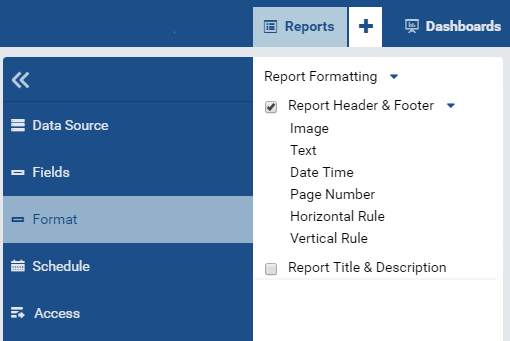 Reports
Dashboards
Data Source
Fields
Format
Schedule
Access
Report Formatting
Report Header & Footer
Image
Text
Date Time
Page Number
Horizontal Rule
Vertical Rule
Report Title & Description